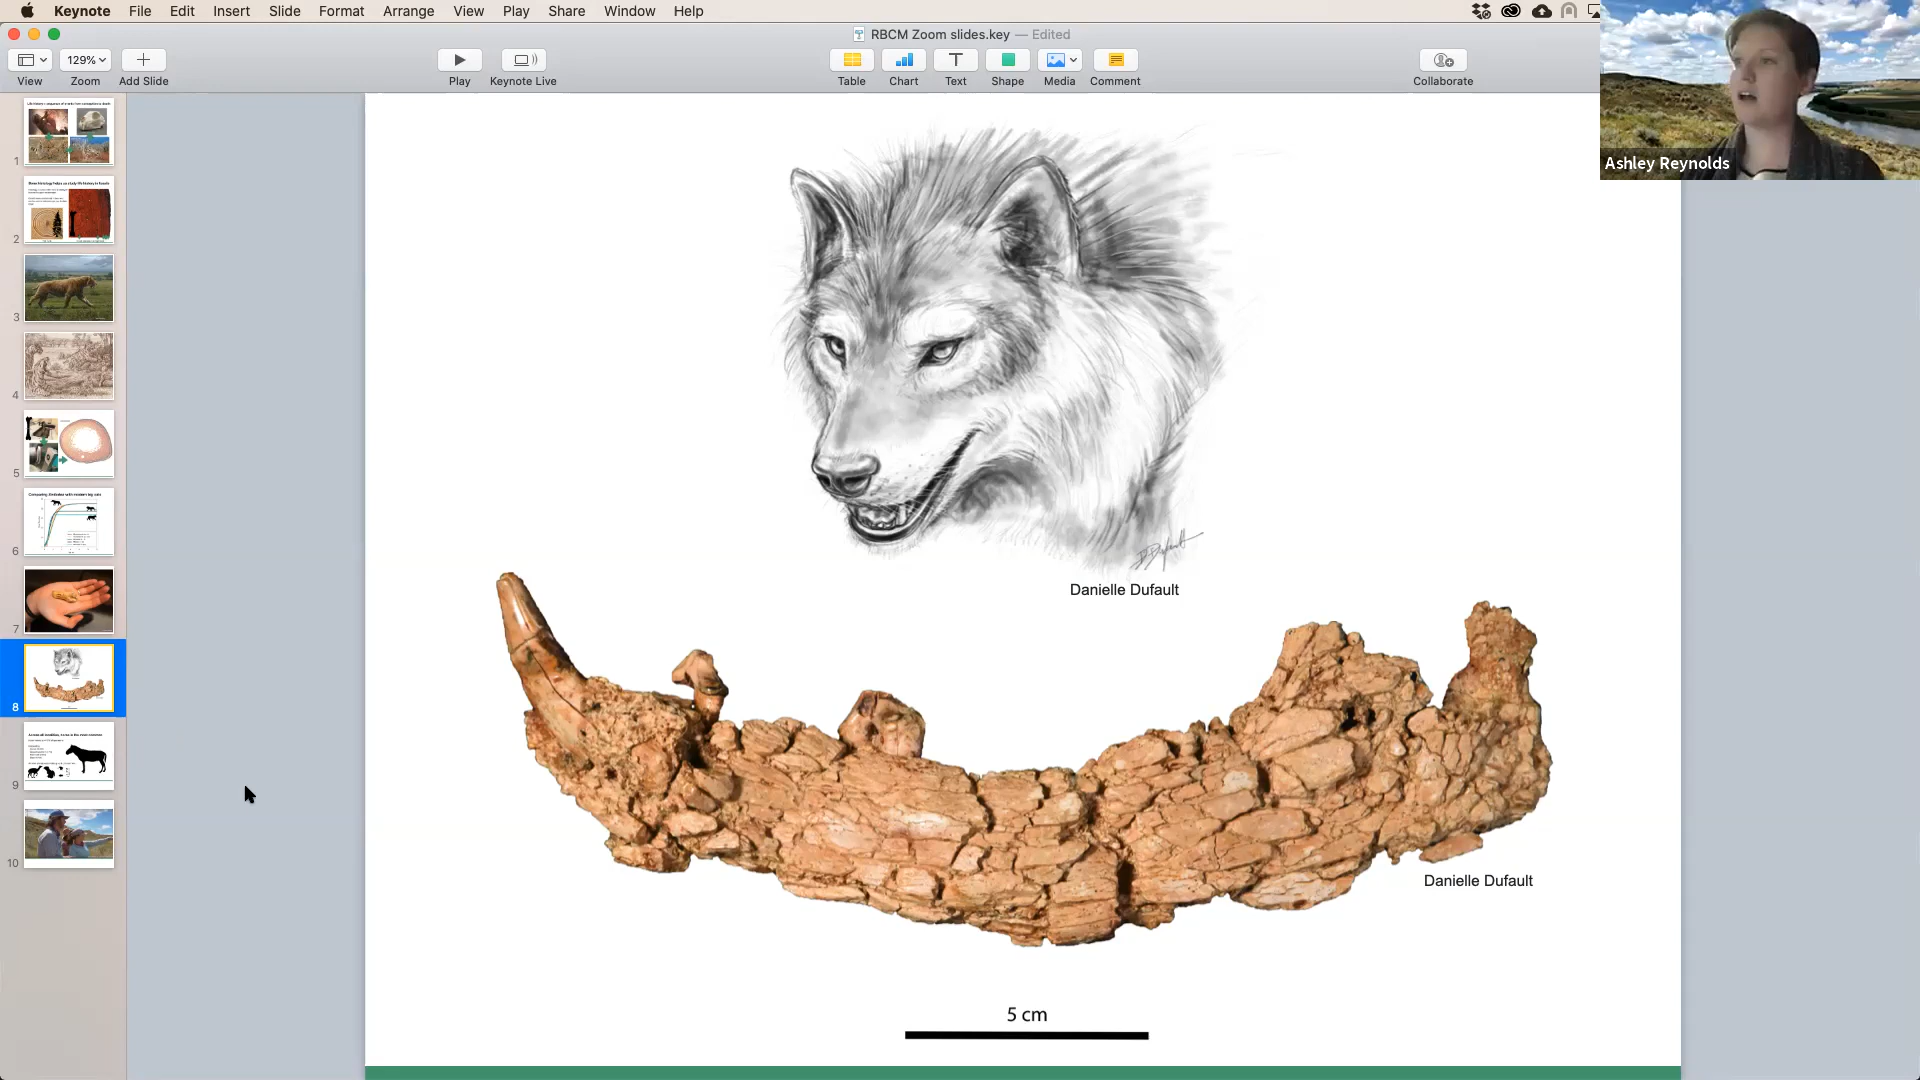 Keynote File Edit Insert Slide Format Arrange View Play Share Window Help
RBCM Zoom slides.key — Edited
129%
View Zoom Add Slide Play Keynote Live Table Chart Text Shape Media Comment Collaborate
Ashley Reynolds
1
2
3
4
5
6
7
8
9
10
Danielle Dufault
Danielle Dufault
5 cm